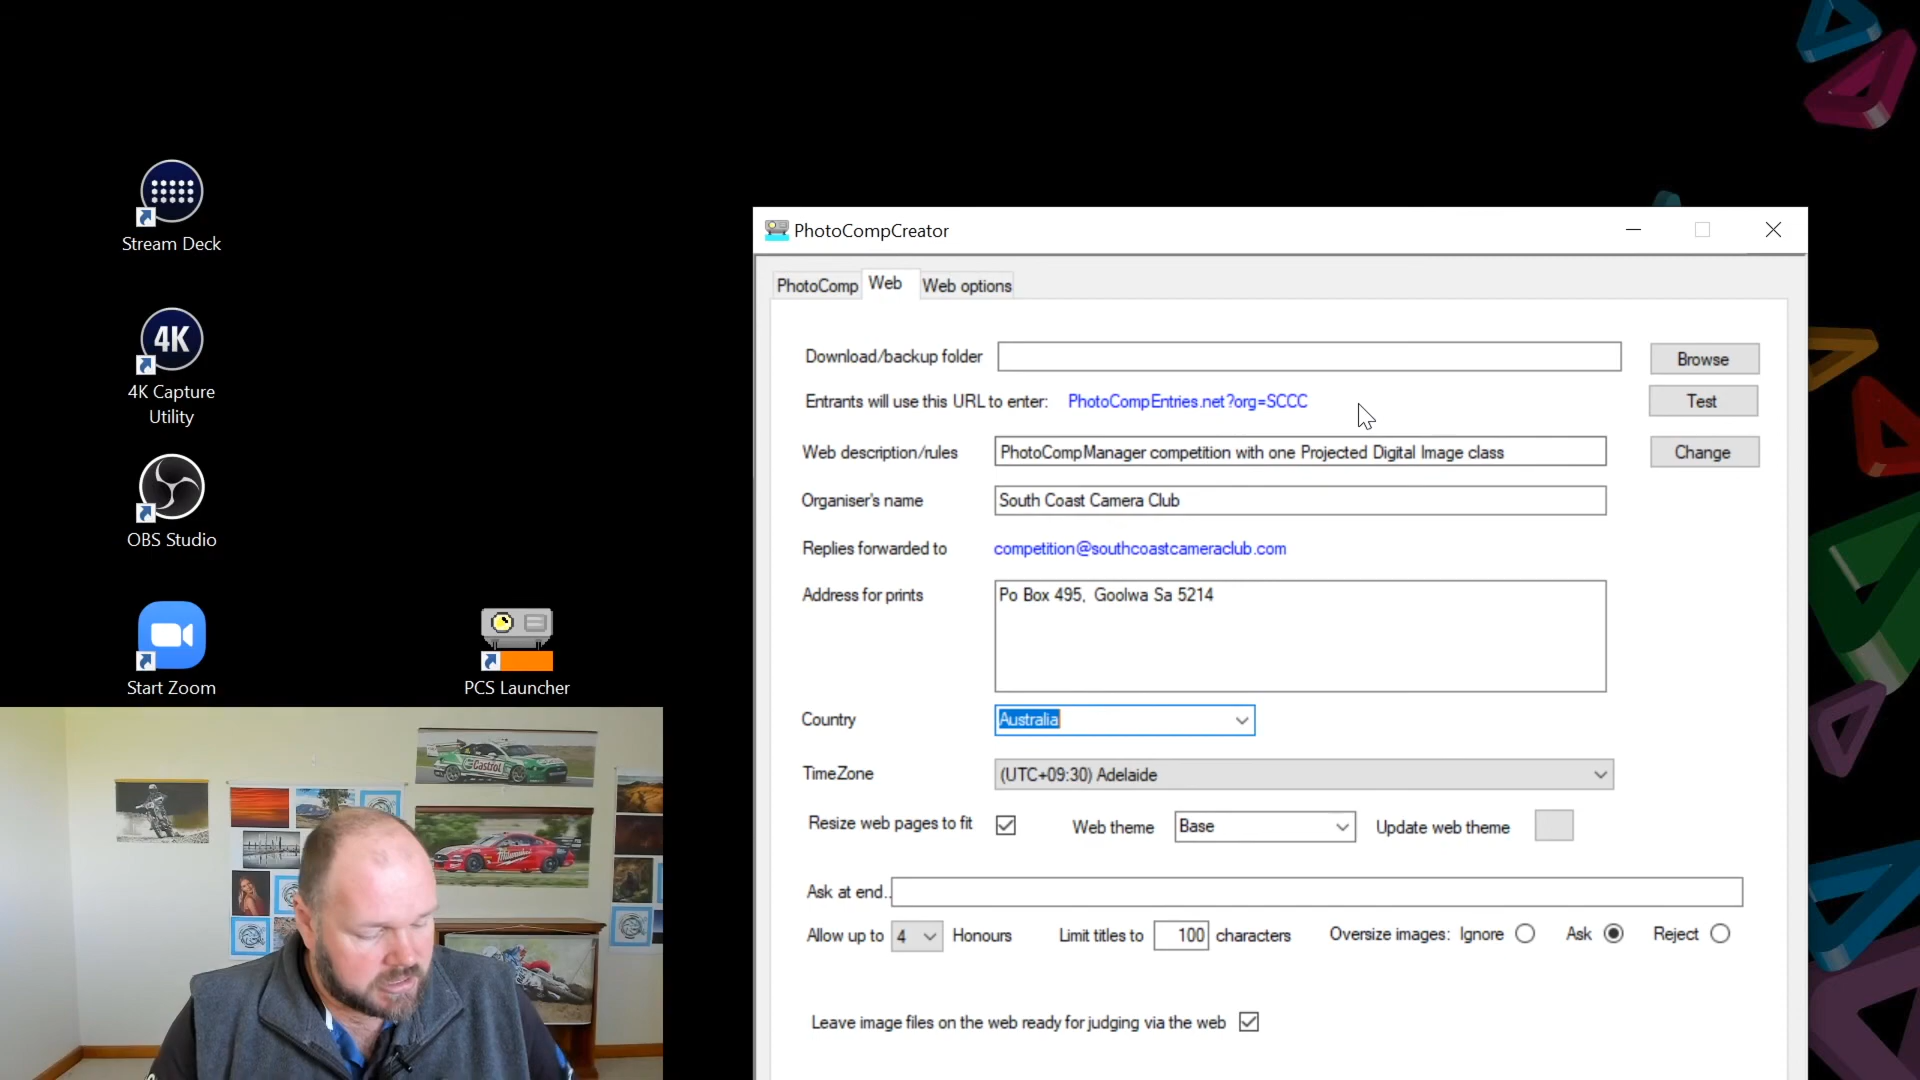 Stream Deck
4K
4K Capture
Utility
OBS Studio
Start Zoom
PCS Launcher
PhotoCompCreator
PhotoComp
Web
Web options
Download/backup folder
Browse
Entrants will use this URL to enter: PhotoCompEntries.net?org=SCCC
Test
Web description/rules
PhotoCompManager competition with one Projected Digital Image class
Change
Organiser's name
South Coast Camera Club
Replies forwarded to
competition@southcoastcameraclub.com
Address for prints
Po Box 495, Goolwa Sa 5214
Country
Australia
TimeZone
(UTC+09:30) Adelaide
Resize web pages to fit
Web theme
Base
Update web theme
Ask at end..
Allow up to 4 Honours
Limit titles to 100 characters
Oversize images: Ignore
Ask
Reject
Leave image files on the web ready for judging via the web
Castrol